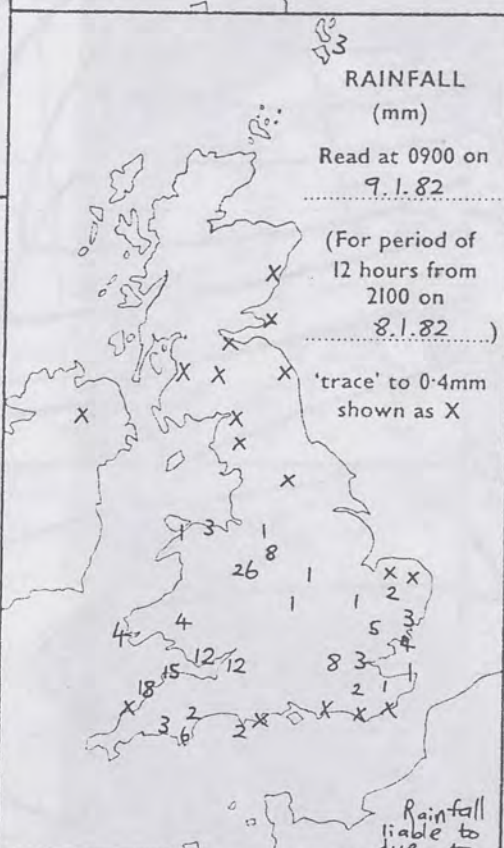 3
RAINFALL
(mm)
Read at 0900 on
9.1.82
(For period of
12 hours from
2100 on
8.1.82)
'trace' to 0·4mm
shown as X
X
X
X
X X X
X X
X
X
1 3 1
8
26 1 X X
2
1 1
3
4 4 5
12 12 8 3 1
15
18 2 1
X 2 X X X X
3 6 2
Rainfall
liable to